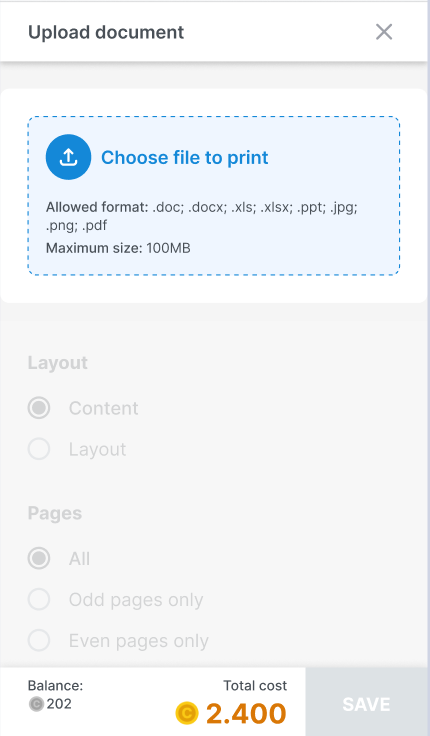 Upload document
Choose file to print
Allowed format: .doc; .docx; .xls; .xlsx; .ppt; .jpg;
.png; .pdf
Maximum size: 100MB
Layout
Content
Layout
Pages
All
Odd pages only
Even pages only
Balance:
C 202
Total cost
C 2.400
SAVE